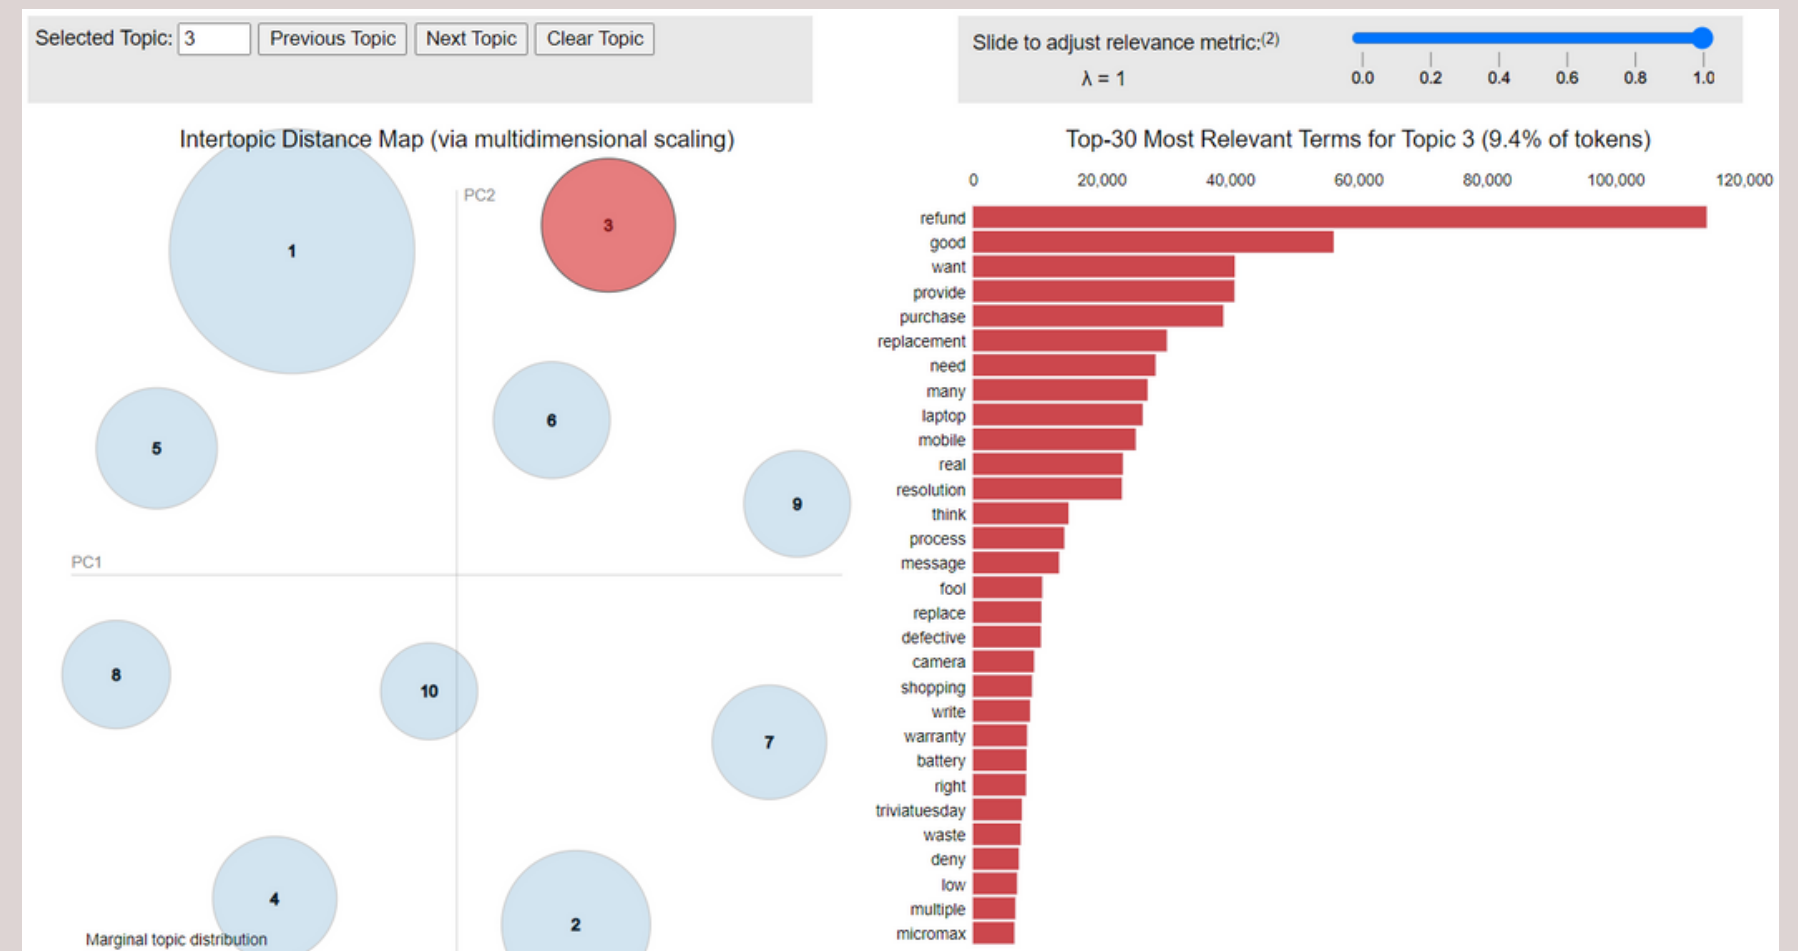 Selected Topic: 3 Previous Topic Next Topic Clear Topic
Slide to adjust relevance metric:(2)
λ = 1
0.0 0.2 0.4 0.6 0.8 1.0
Intertopic Distance Map (via multidimensional scaling)
PC2
1
3
6
5
9
PC1
8
10
7
4
2
Marginal topic distribution
Top-30 Most Relevant Terms for Topic 3 (9.4% of tokens)
0 20,000 40,000 60,000 80,000 100,000 120,000
refund
good
want
provide
purchase
replacement
need
many
laptop
mobile
real
resolution
think
process
message
fool
replace
defective
camera
shopping
write
warranty
battery
right
triviatuesday
waste
deny
low
multiple
micromax